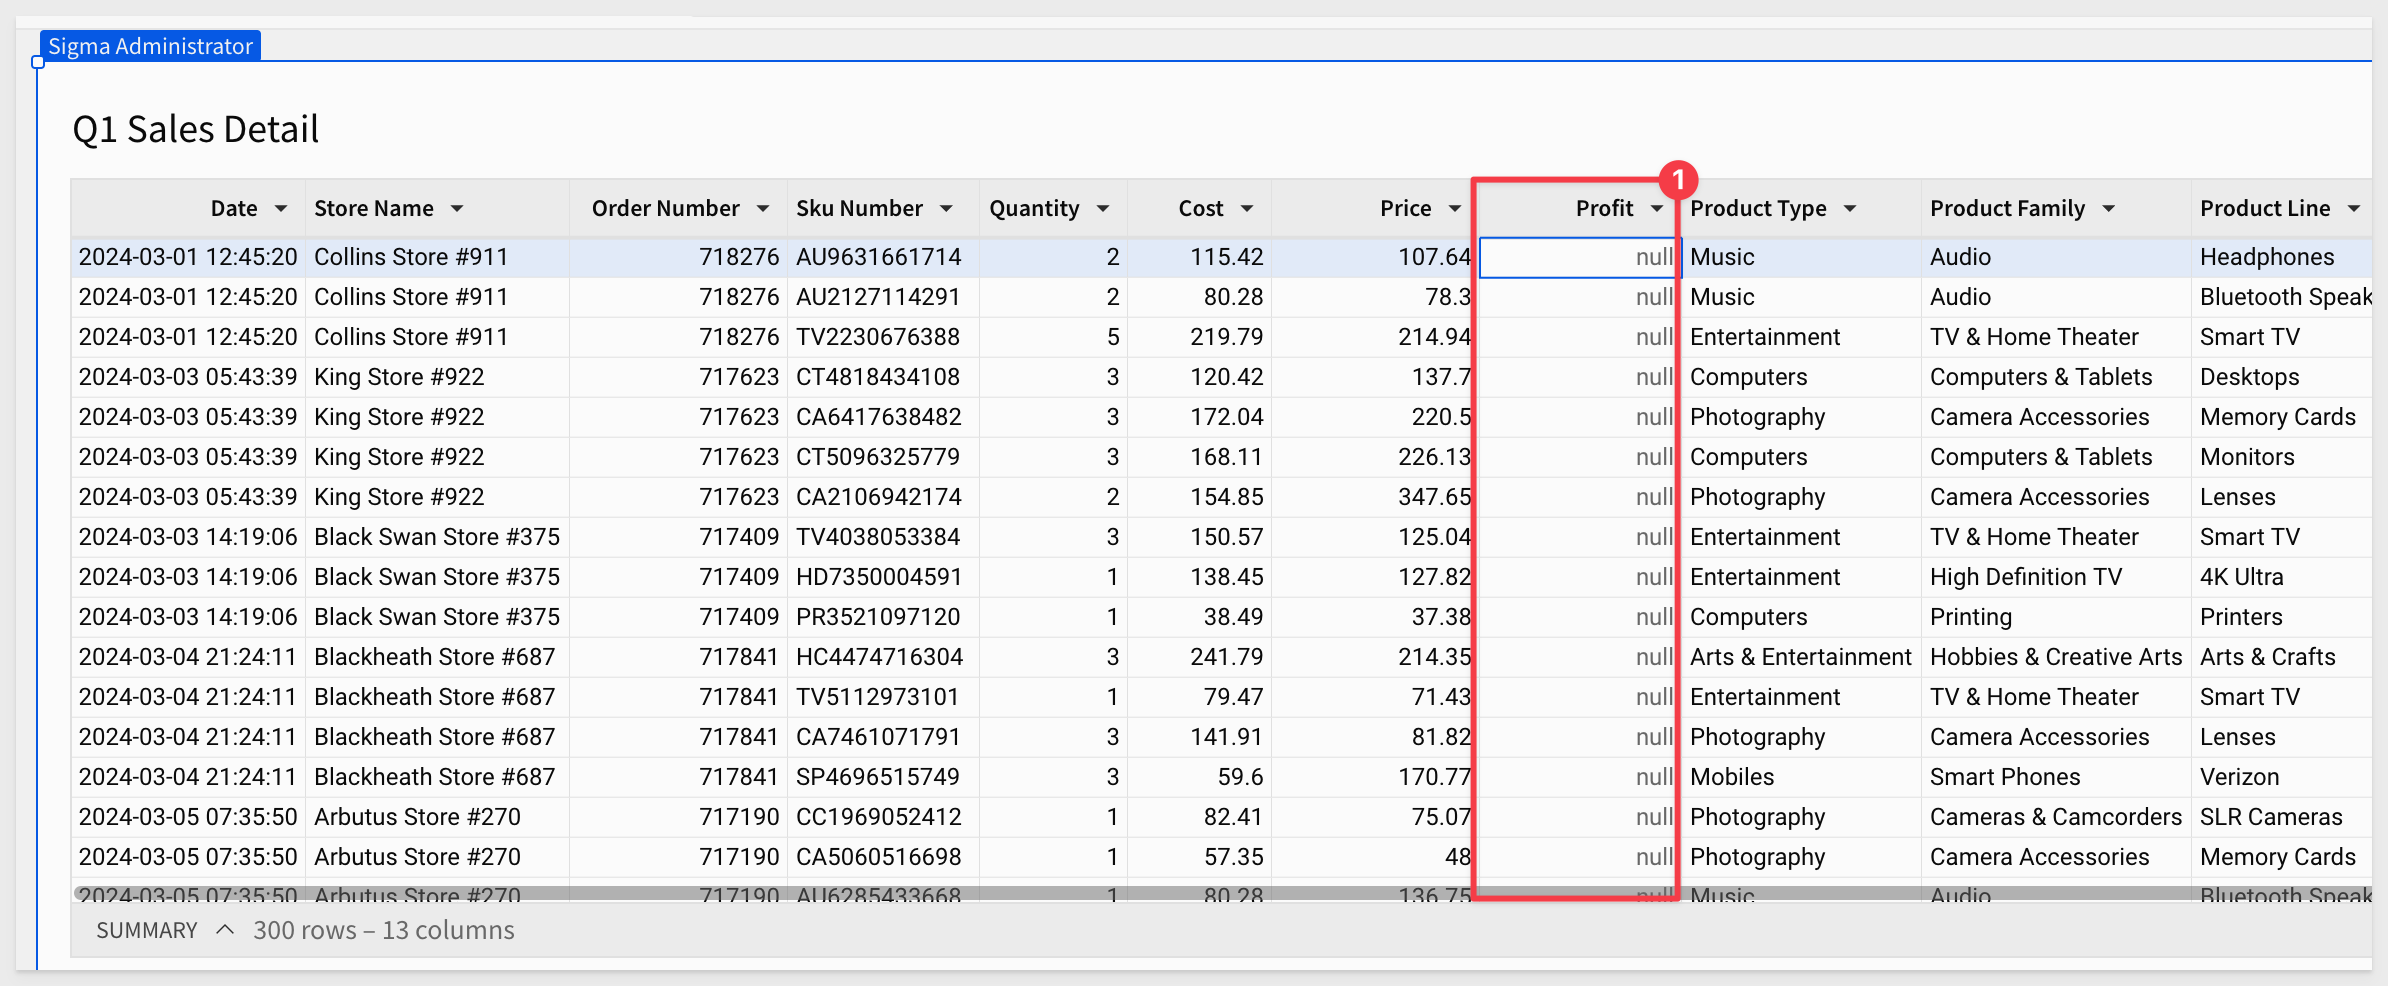 Sigma Administrator
Q1 Sales Detail
1
Date Store Name Order Number Sku Number Quantity Cost Price Profit Product Type Product Family Product Line
2024-03-01 12:45:20 Collins Store #911 718276 AU9631661714 2 115.42 107.64 null Music Audio Headphones
2024-03-01 12:45:20 Collins Store #911 718276 AU2127114291 2 80.28 78.3 null Music Audio Bluetooth Speak
2024-03-01 12:45:20 Collins Store #911 718276 TV2230676388 5 219.79 214.94 null Entertainment TV & Home Theater Smart TV
2024-03-03 05:43:39 King Store #922 717623 CT4818434108 3 120.42 137.7 null Computers Computers & Tablets Desktops
2024-03-03 05:43:39 King Store #922 717623 CA6417638482 3 172.04 220.5 null Photography Camera Accessories Memory Cards
2024-03-03 05:43:39 King Store #922 717623 CT5096325779 3 168.11 226.13 null Computers Computers & Tablets Monitors
2024-03-03 05:43:39 King Store #922 717623 CA2106942174 2 154.85 347.65 null Photography Camera Accessories Lenses
2024-03-03 14:19:06 Black Swan Store #375 717409 TV4038053384 3 150.57 125.04 null Entertainment TV & Home Theater Smart TV
2024-03-03 14:19:06 Black Swan Store #375 717409 HD7350004591 1 138.45 127.82 null Entertainment High Definition TV 4K Ultra
2024-03-03 14:19:06 Black Swan Store #375 717409 PR3521097120 1 38.49 37.38 null Computers Printing Printers
2024-03-04 21:24:11 Blackheath Store #687 717841 HC4474716304 3 241.79 214.35 null Arts & Entertainment Hobbies & Creative Arts Arts & Crafts
2024-03-04 21:24:11 Blackheath Store #687 717841 TV5112973101 1 79.47 71.43 null Entertainment TV & Home Theater Smart TV
2024-03-04 21:24:11 Blackheath Store #687 717841 CA7461071791 3 141.91 81.82 null Photography Camera Accessories Lenses
2024-03-04 21:24:11 Blackheath Store #687 717841 SP4696515749 3 59.6 170.77 null Mobiles Smart Phones Verizon
2024-03-05 07:35:50 Arbutus Store #270 717190 CC1969052412 1 82.41 75.07 null Photography Cameras & Camcorders SLR Cameras
2024-03-05 07:35:50 Arbutus Store #270 717190 CA5060516698 1 57.35 48 null Photography Camera Accessories Memory Cards
2024-03-05 07:35:50 Arbutus Store #270 717190 AU6285433668 1 80.28 136.75 null Music Audio Bluetooth Speak
SUMMARY 300 rows – 13 columns